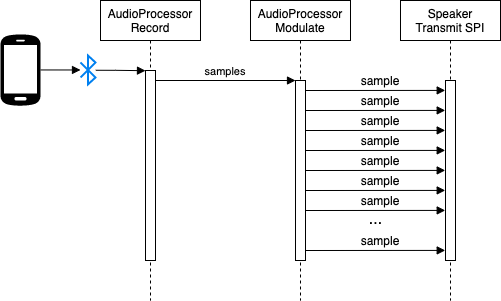 AudioProcessor
Record
AudioProcessor
Modulate
Speaker
Transmit SPI
samples
sample
sample
sample
sample
sample
sample
sample
...
sample